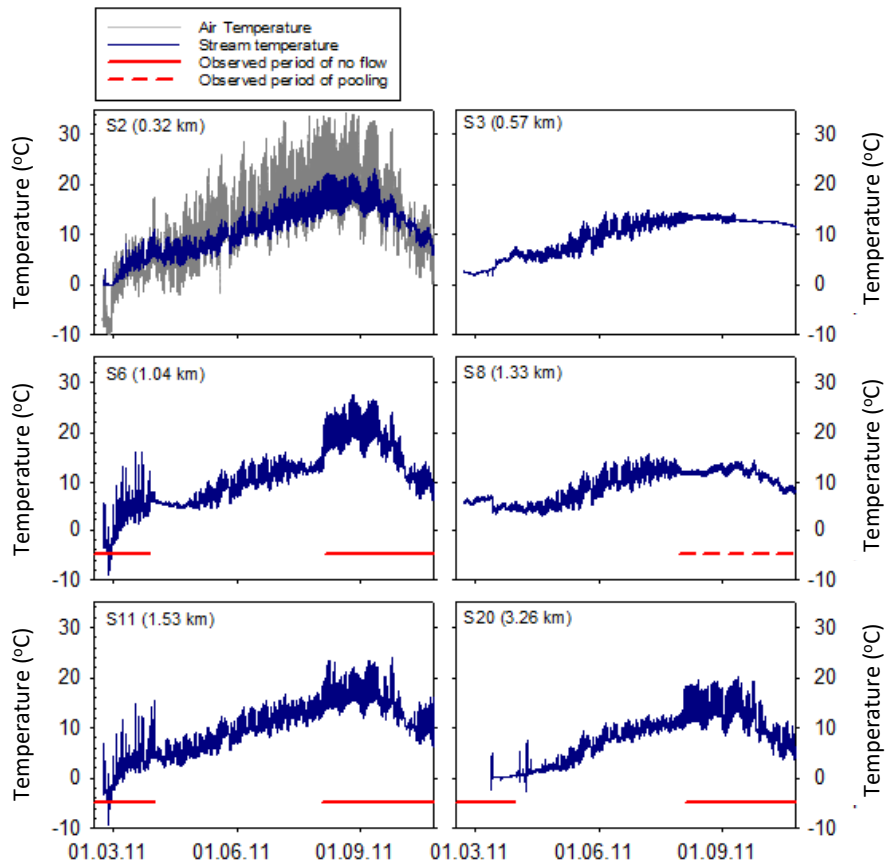 Air Temperature
Stream temperature
Observed period of no flow
Observed period of pooling
S2 (0.32 km)
S3 (0.57 km)
30
20
10
0
-10
30
20
10
0
-10
Temperature (°C)
Temperature (°C)
S6 (1.04 km)
S8 (1.33 km)
30
20
10
0
-10
30
20
10
0
-10
Temperature (°C)
Temperature (°C)
S11 (1.53 km)
S20 (3.26 km)
30
20
10
0
-10
30
20
10
0
-10
Temperature (°C)
Temperature (°C)
01.03.11 01.06.11 01.09.11
01.03.11 01.06.11 01.09.11